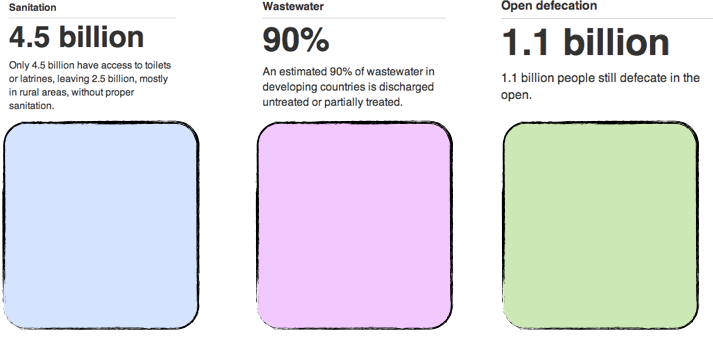 Sanitation
4.5 billion
Only 4.5 billion have access to toilets
or latrines, leaving 2.5 billion, mostly
in rural areas, without proper
sanitation.
Wastewater
90%
An estimated 90% of wastewater in
developing countries is discharged
untreated or partially treated.
Open defecation
1.1 billion
1.1 billion people still defecate in the
open.